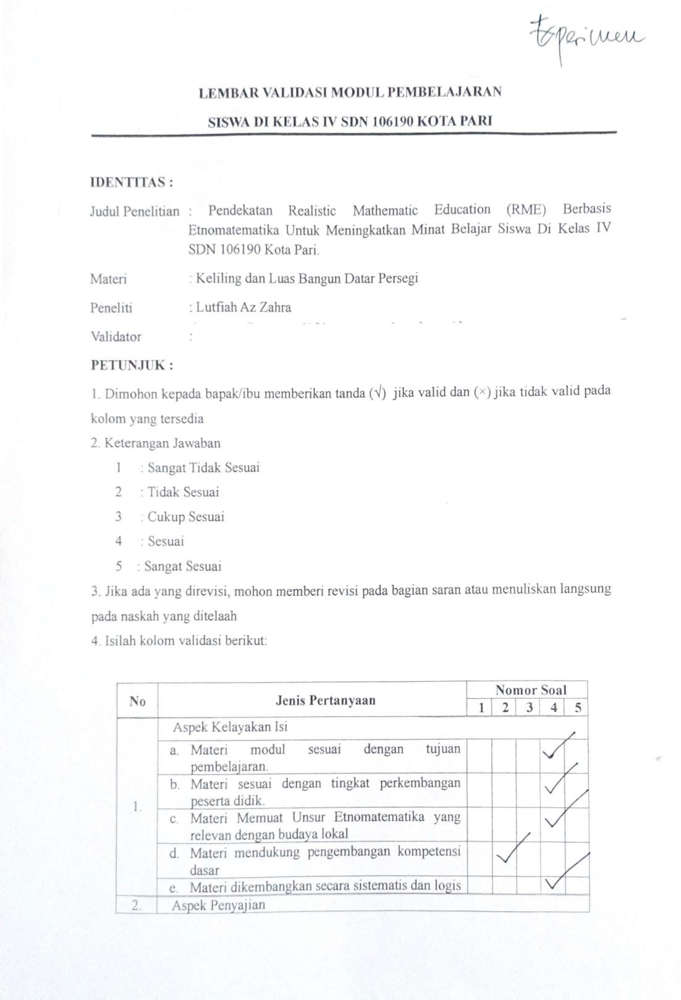 Experimen
LEMBAR VALIDASI MODUL PEMBELAJARAN
SISWA DI KELAS IV SDN 106190 KOTA PARI
IDENTITAS :
Judul Penelitian : Pendekatan Realistic Mathematic Education (RME) Berbasis
Etnomatematika Untuk Meningkatkan Minat Belajar Siswa Di Kelas IV
SDN 106190 Kota Pari.
Materi : Keliling dan Luas Bangun Datar Persegi
Peneliti : Lutfiah Az Zahra
Validator :
PETUNJUK :
1. Dimohon kepada bapak/ibu memberikan tanda (√) jika valid dan (×) jika tidak valid pada
kolom yang tersedia
2. Keterangan Jawaban
1 : Sangat Tidak Sesuai
2 : Tidak Sesuai
3 : Cukup Sesuai
4 : Sesuai
5 : Sangat Sesuai
3. Jika ada yang direvisi, mohon memberi revisi pada bagian saran atau menuliskan langsung
pada naskah yang ditelaah
4. Isilah kolom validasi berikut:
No Jenis Pertanyaan Nomor Soal
1 2 3 4 5
Aspek Kelayakan Isi
a. Materi modul sesuai dengan tujuan ✓
pembelajaran.
b. Materi sesuai dengan tingkat perkembangan ✓
peserta didik.
1.
c. Materi Memuat Unsur Etnomatematika yang ✓
relevan dengan budaya lokal
d. Materi mendukung pengembangan kompetensi ✓
dasar
e. Materi dikembangkan secara sistematis dan logis ✓
2. Aspek Penyajian